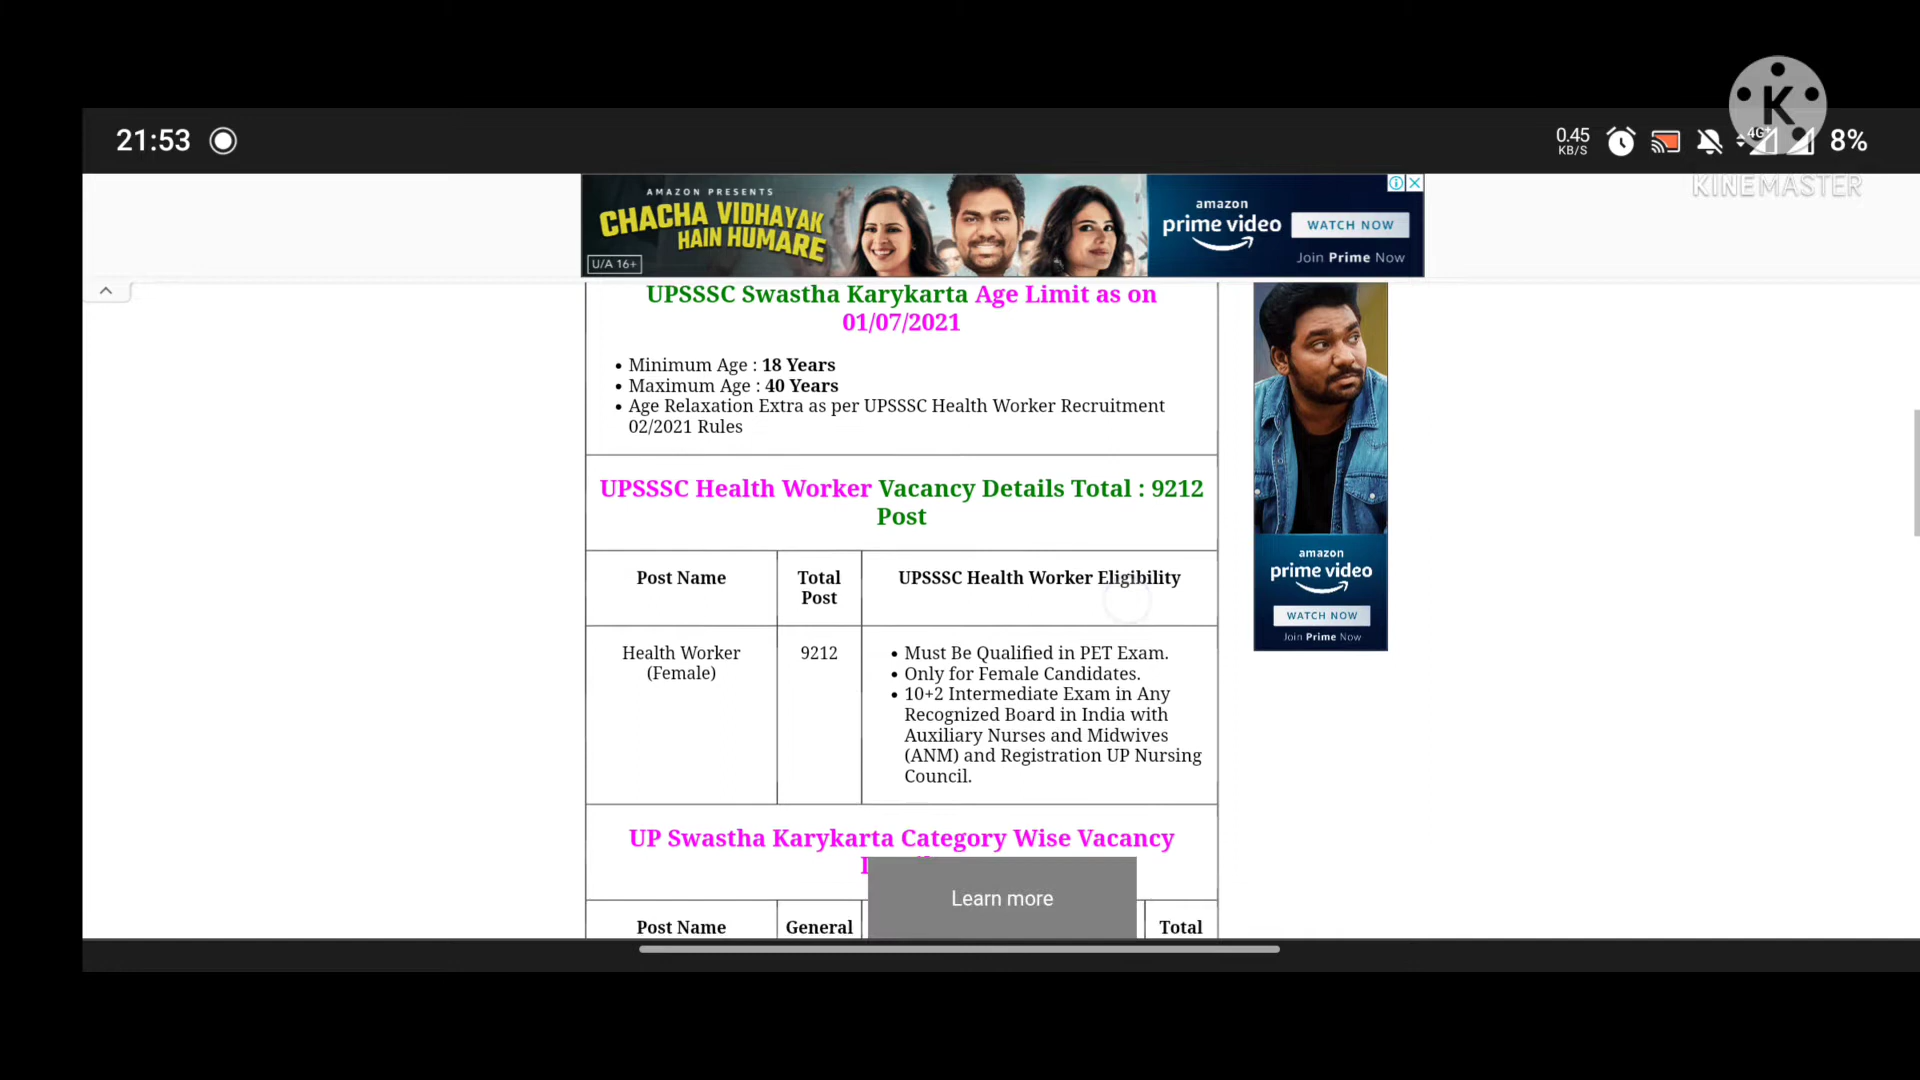 21:53
0.45
KB/S
4G+
8%
K
KINEMASTER
AMAZON PRESENTS
CHACHA VIDHAYAK
HAIN HUMARE
U/A 16+
amazon
prime video
WATCH NOW
Join Prime Now
UPSSSC Swastha Karykarta Age Limit as on
01/07/2021
• Minimum Age : 18 Years
• Maximum Age : 40 Years
• Age Relaxation Extra as per UPSSSC Health Worker Recruitment
02/2021 Rules
UPSSSC Health Worker Vacancy Details Total : 9212
Post
Post Name
Total
Post
UPSSSC Health Worker Eligibility
Health Worker
(Female)
9212
• Must Be Qualified in PET Exam.
• Only for Female Candidates.
• 10+2 Intermediate Exam in Any
Recognized Board in India with
Auxiliary Nurses and Midwives
(ANM) and Registration UP Nursing
Council.
amazon
prime video
WATCH NOW
Join Prime Now
UP Swastha Karykarta Category Wise Vacancy
Learn more
Post Name
General
Total